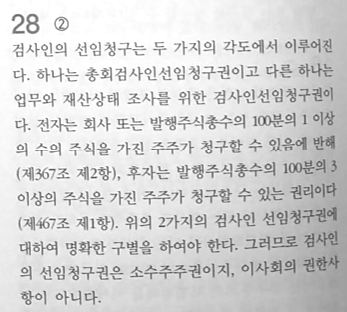 28 ②
검사인의 선임청구는 두 가지의 각도에서 이루어진
다. 하나는 총회검사인선임청구권이고 다른 하나는
업무와 재산상태 조사를 위한 검사인선임청구권이
다. 전자는 회사 또는 발행주식총수의 100분의 1 이상
의 수의 주식을 가진 주주가 청구할 수 있음에 반해
(제367조 제2항), 후자는 발행주식총수의 100분의 3
이상의 주식을 가진 주주가 청구할 수 있는 권리이다
(제467조 제1항). 위의 2가지의 검사인 선임청구권에
대하여 명확한 구별을 하여야 한다. 그러므로 검사인
의 선임청구권은 소수주주권이지, 이사회의 권한사
항이 아니다.